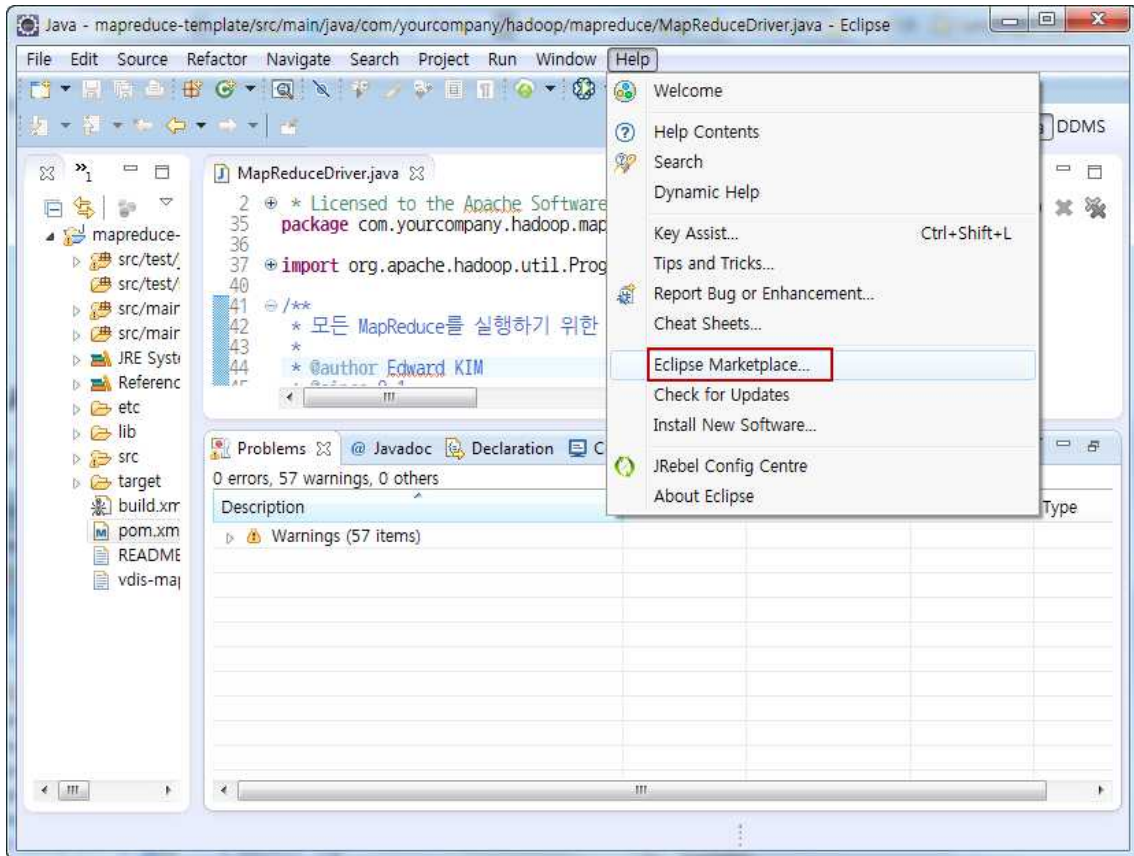 Java - mapreduce-template/src/main/java/com/yourcompany/hadoop/mapreduce/MapReduceDriver.java - Eclipse
File Edit Source Refactor Navigate Search Project Run Window Help
Welcome
Help Contents
Search
Dynamic Help
Key Assist... Ctrl+Shift+L
Tips and Tricks...
Report Bug or Enhancement...
Cheat Sheets...
Eclipse Marketplace...
Check for Updates
Install New Software...
JRebel Config Centre
About Eclipse
DDMS
mapreduce-
src/test/
src/test/
src/mair
src/mair
JRE Syst
Referenc
etc
lib
src
target
build.xm
pom.xm
README
vdis-ma
MapReduceDriver.java
2 * Licensed to the Apache Software
35 package com.yourcompany.hadoop.map
36
37 import org.apache.hadoop.util.Prog
40
41 /**
42 * 모든 MapReduce를 실행하기 위한
43 *
44 * @author Edward KIM
Problems @ Javadoc Declaration C
0 errors, 57 warnings, 0 others
Description Type
Warnings (57 items)